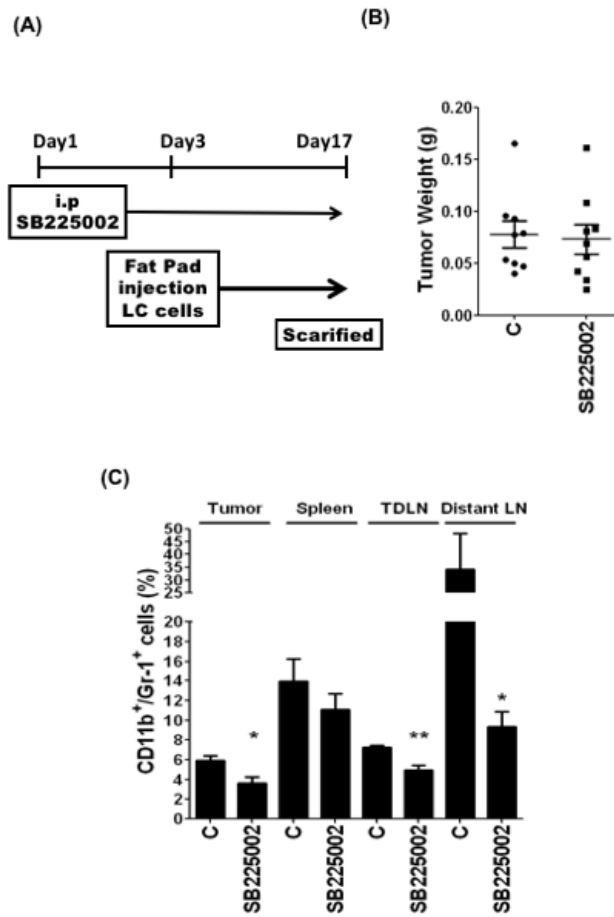 (A)
Day1 Day3 Day17
i.p
SB225002
Fat Pad
injection
LC cells
Scarified
(B)
Tumor Weight (g)
0.20
0.15
0.10
0.05
0.00
C
SB225002
(C)
Tumor Spleen TDLN Distant LN
CD11b⁺/Gr-1⁺ cells (%)
50
45
40
35
30
25
20
18
16
14
12
10
8
6
4
2
0
* ** *
C SB225002 C SB225002 C SB225002 C SB225002